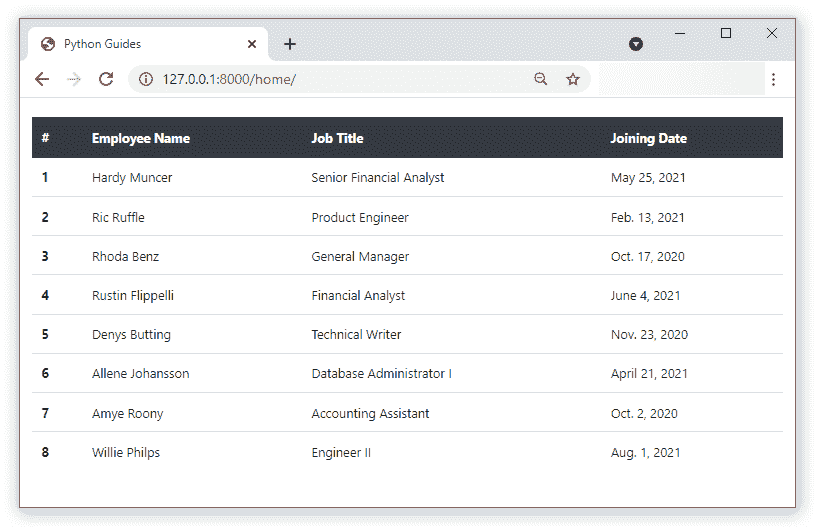 Python Guides
127.0.0.1:8000/home/
# Employee Name Job Title Joining Date
1 Hardy Muncer Senior Financial Analyst May 25, 2021
2 Ric Ruffle Product Engineer Feb. 13, 2021
3 Rhoda Benz General Manager Oct. 17, 2020
4 Rustin Flippelli Financial Analyst June 4, 2021
5 Denys Butting Technical Writer Nov. 23, 2020
6 Allene Johansson Database Administrator I April 21, 2021
7 Amye Roony Accounting Assistant Oct. 2, 2020
8 Willie Philps Engineer II Aug. 1, 2021